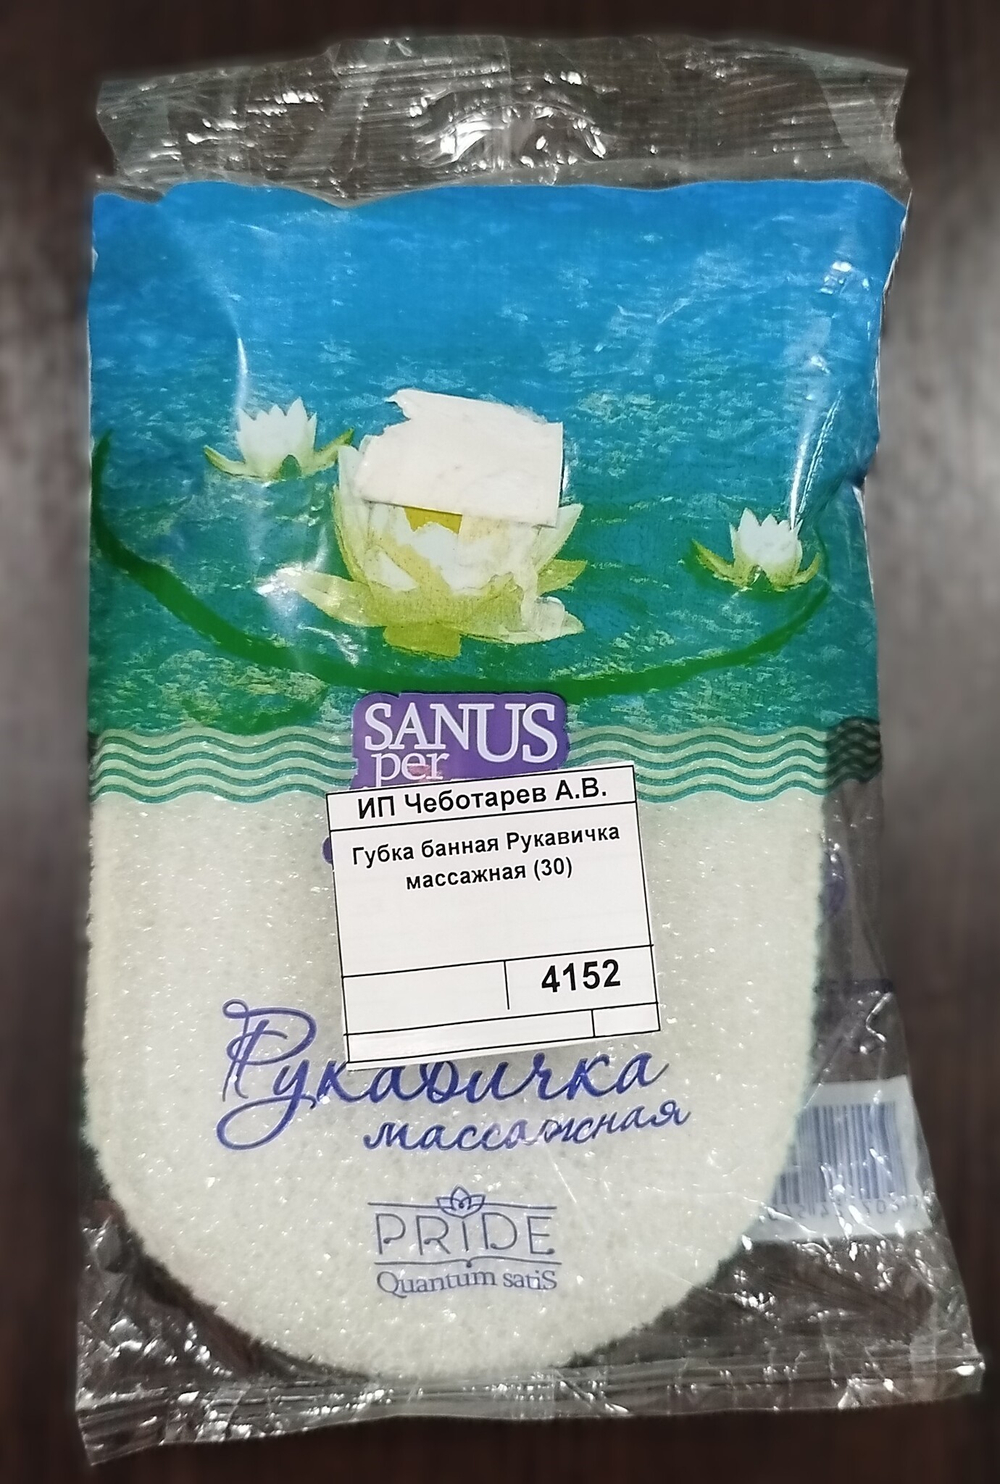 SANUS
per
ИП Чеботарев А.В.
Губка банная Рукавичка
массажная (30)
4152
Рукавичка
массажная
PRIDE
Quantum satiS